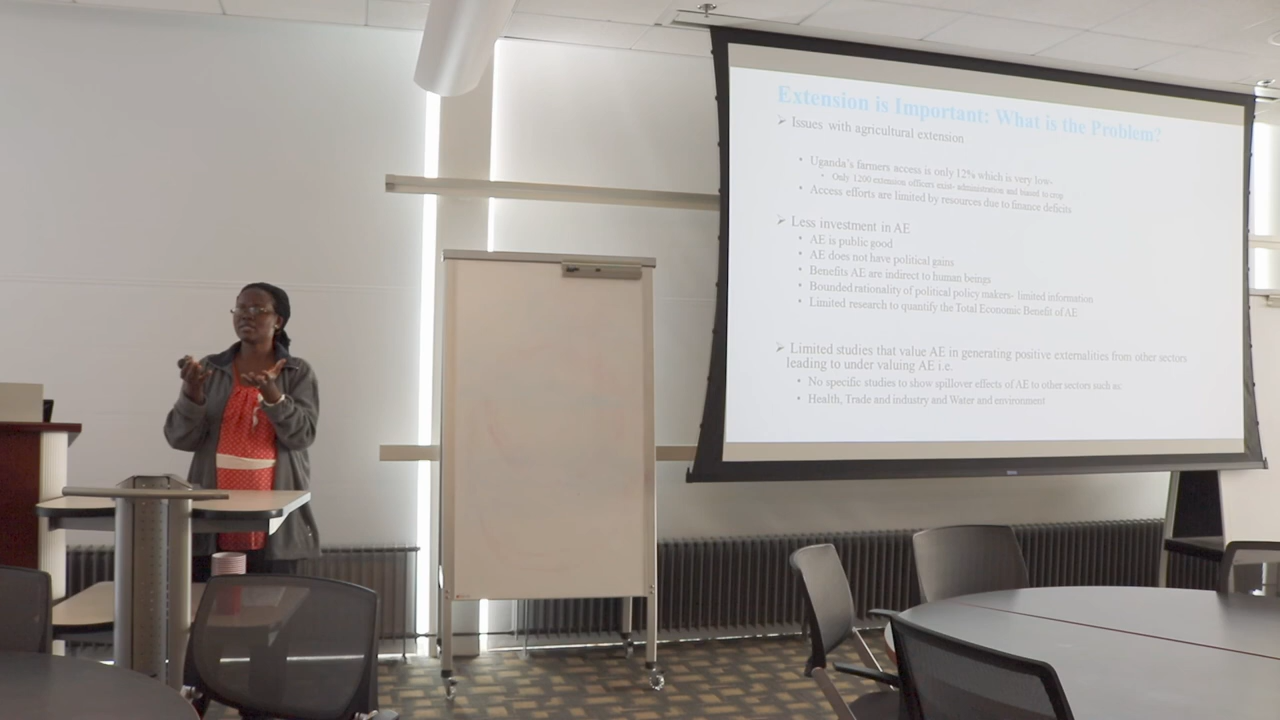 Extension is Important: What is the Problem?
Issues with agricultural extension
Uganda's farmers access is only 12% which is very low-
Only 1200 extension officers exist- administration and biased to crop
Access efforts are limited by resources due to finance deficits
Less investment in AE
AE is public good
AE does not have political gains
Benefits AE are indirect to human beings
Bounded rationality of political policy makers- limited information
Limited research to quantify the Total Economic Benefit of AE
Limited studies that value AE in generating positive externalities from other sectors
leading to under valuing AE i.e.
No specific studies to show spillover effects of AE to other sectors such as:
Health, Trade and industry and Water and environment